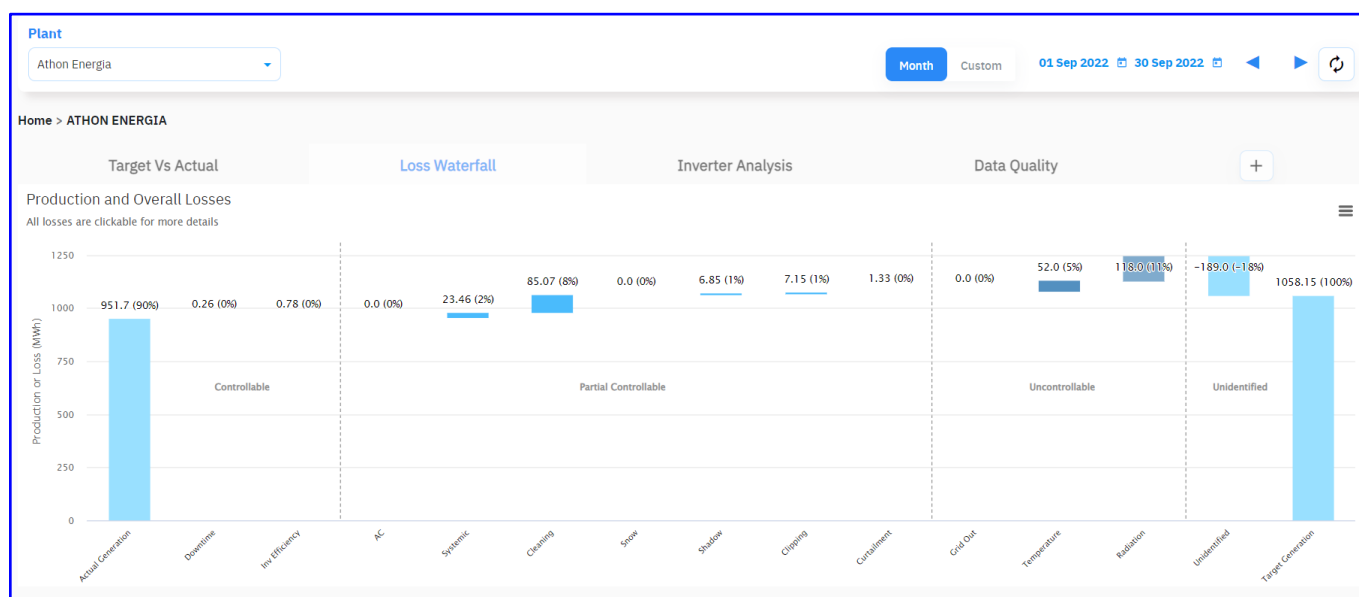 Plant
Athon Energia
Month Custom 01 Sep 2022 30 Sep 2022
Home > ATHON ENERGIA
Target Vs Actual Loss Waterfall Inverter Analysis Data Quality +
Production and Overall Losses
All losses are clickable for more details
Production or Loss (MWh)
1250
1000
750
500
250
0
951.7 (90%) 0.26 (0%) 0.78 (0%) 0.0 (0%) 23.46 (2%) 85.07 (8%) 0.0 (0%) 6.85 (1%) 7.15 (1%) 1.33 (0%) 0.0 (0%) 52.0 (5%) 118.0 (11%) -189.0 (-18%) 1058.15 (100%)
Controllable Partial Controllable Uncontrollable Unidentified
Actual Generation Downtime Inv Efficiency AC Systemic Cleaning Snow Shadow Clipping Curtailment Grid Out Temperature Radiation Unidentified Target Generation